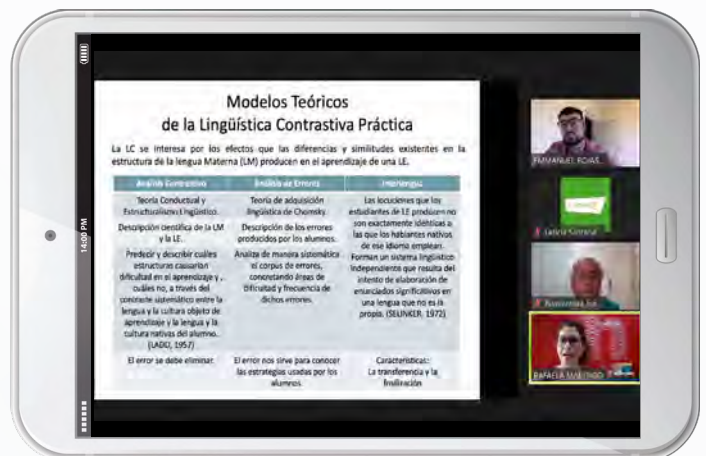 14:00 PM
Modelos Teóricos
de la Lingüística Contrastiva Práctica
La LC se interesa por los efectos que las diferencias y similitudes existentes en la
estructura de la lengua Materna (LM) producen en el aprendizaje de una LE.
Análisis Contrastivo
Teoría Conductual y
Estructuralismo Lingüístico.
Descripción científica de la LM
y la LE.
Predecir y describir cuáles
estructuras causarían
dificultad en el aprendizaje y
cuáles no, a través del
contraste sistemático entre la
lengua y la cultura objeto de
aprendizaje y la lengua y la
cultura nativas del alumno.
(LADO, 1957)
El error se debe eliminar.
Análisis de Errores
Teoría de adquisición
lingüística de Chomsky.
Descripción de los errores
producidos por los alumnos.
Analiza de manera sistemática
el corpus de errores,
concretando áreas de
dificultad y frecuencia de
dichos errores.
El error nos sirve para conocer
las estrategias usadas por los
alumnos.
Interlengua
Las locuciones que los
estudiantes de LE producen no
son exactamente idénticas a
las que los hablantes nativos
de ese idioma emplean.
Forman un sistema lingüístico
independiente que resulta del
intento de elaboración de
enunciados significativos en
una lengua que no es la
propia. (SELINKER, 1972)
Características:
La transferencia y la
fosilización
EMMANUEL ROJAS
Leticia
RAFAELA